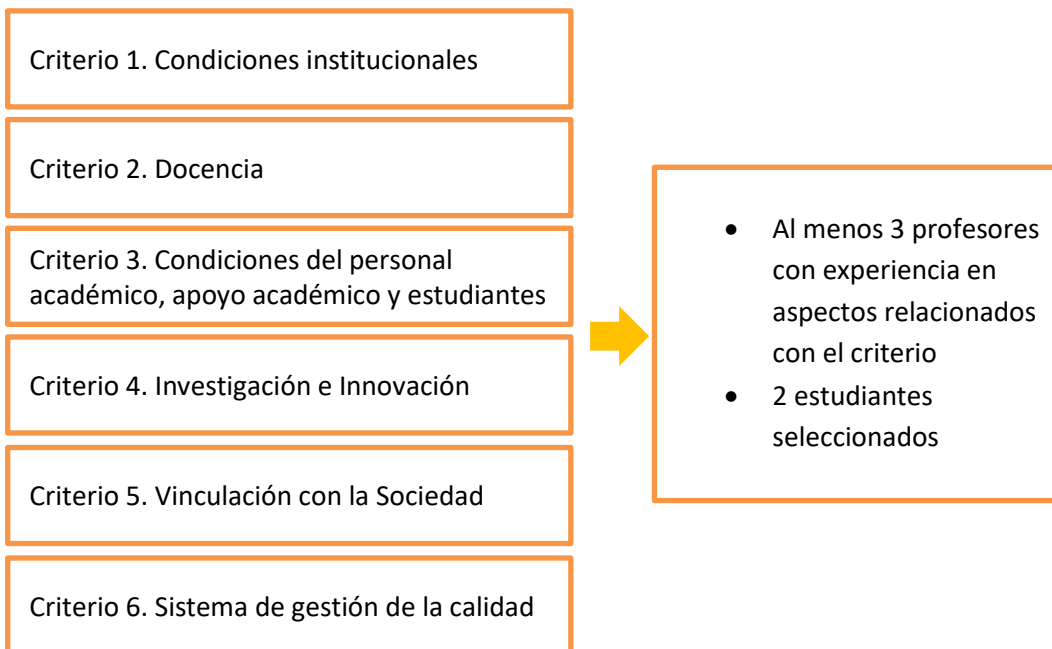 Criterio 1. Condiciones institucionales
Criterio 2. Docencia
Criterio 3. Condiciones del personal
académico, apoyo académico y estudiantes
Criterio 4. Investigación e Innovación
Criterio 5. Vinculación con la Sociedad
Criterio 6. Sistema de gestión de la calidad
• Al menos 3 profesores
con experiencia en
aspectos relacionados
con el criterio
• 2 estudiantes
seleccionados